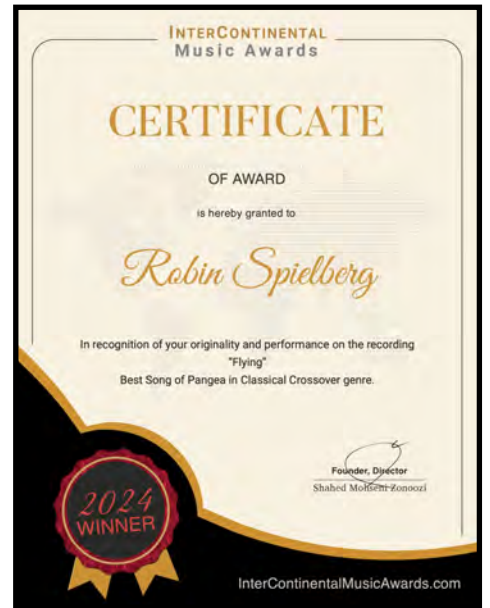 INTERCONTINENTAL
Music Awards
CERTIFICATE
OF AWARD
is hereby granted to
Robin Spielberg
In recognition of your originality and performance on the recording
"Flying"
Best Song of Pangea in Classical Crossover genre.
Founder, Director
Shahed Mohseni Zonoozi
2024
WINNER
InterContinentalMusicAwards.com